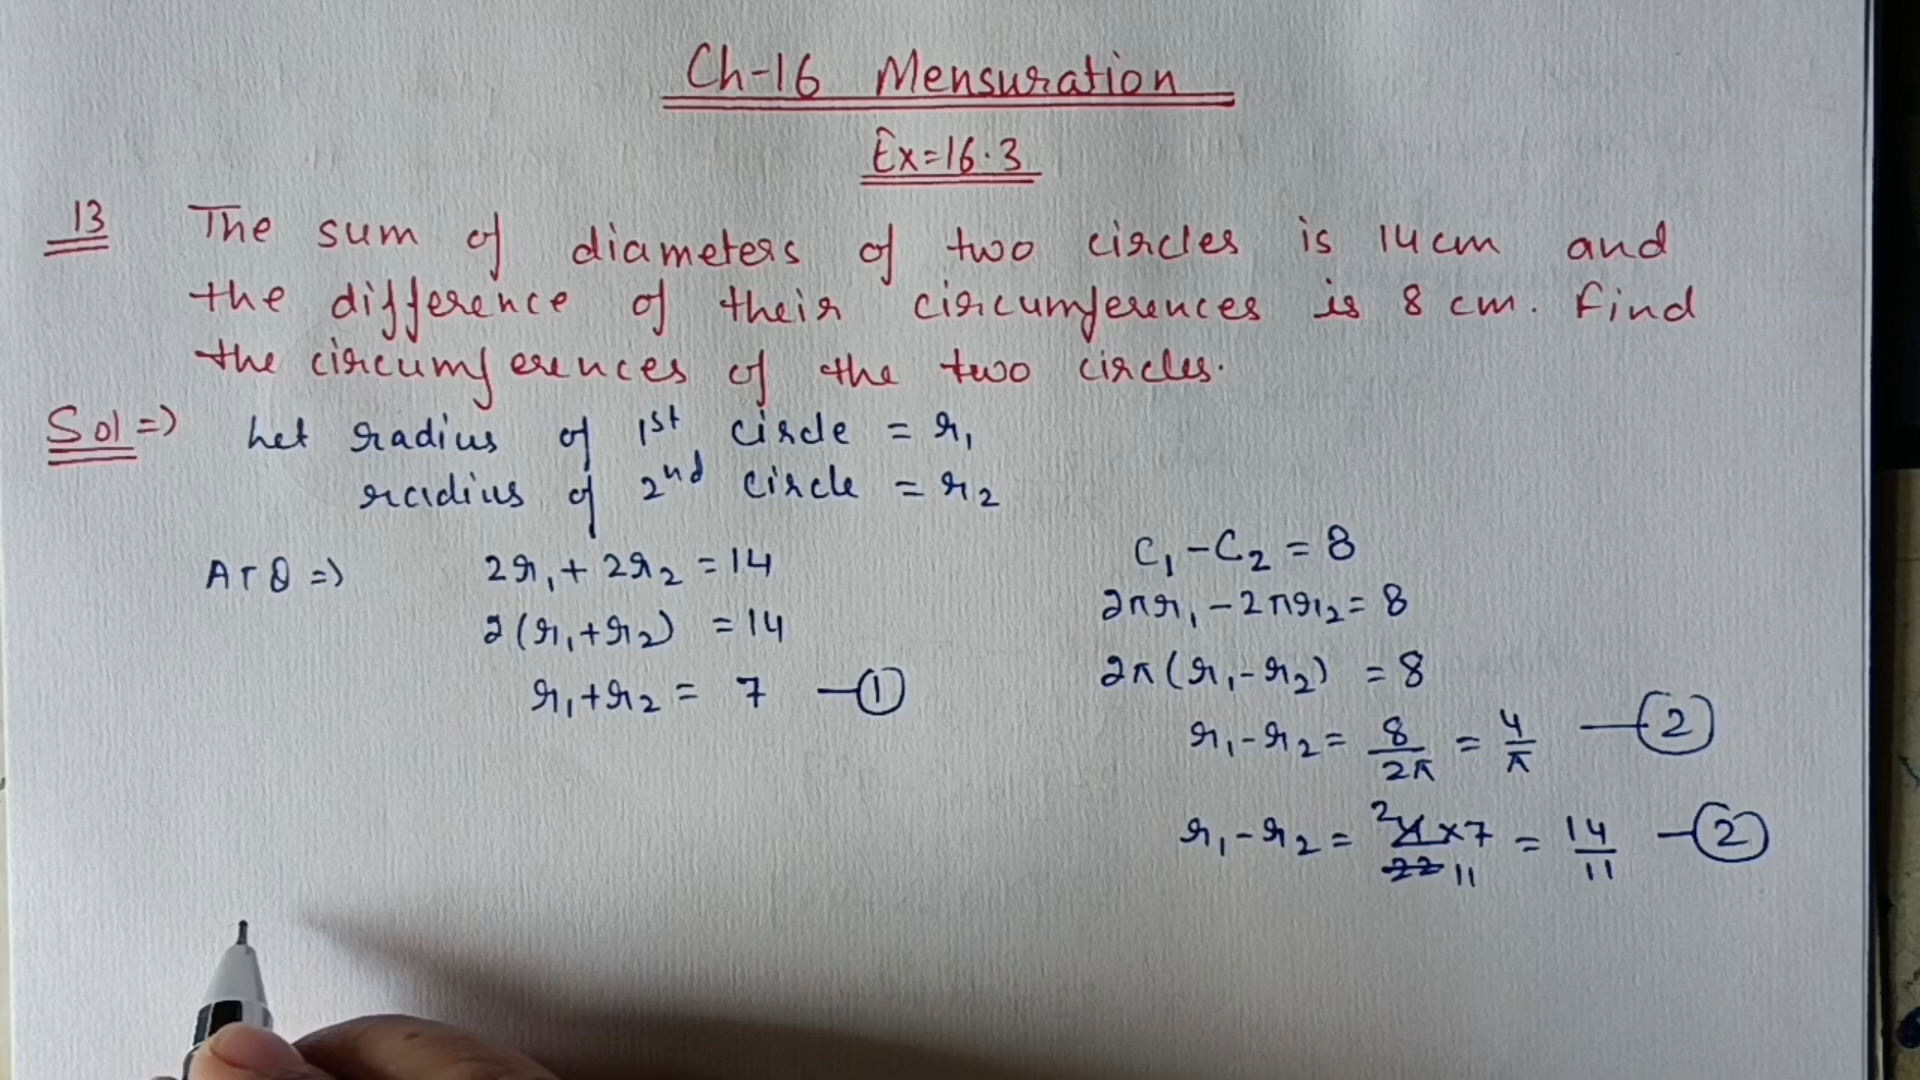 Ch-16 Mensuration
Ex=16.3
13 The sum of diameters of two circles is 14cm and
the difference of their circumferences is 8 cm. Find
the circumferences of the two circles.
Sol => Let radius of 1st circle = r₁
radius of 2nd circle = r₂
ATQ => 2r₁ + 2r₂ = 14
2(r₁+r₂) = 14
r₁+r₂ = 7 —①
C₁ - C₂ = 8
2πr₁ - 2πr₂ = 8
2π(r₁-r₂) = 8
r₁-r₂ = 8/2π = 4/π —②
r₁-r₂ = ²4×7/22 11 = 14/11 —②